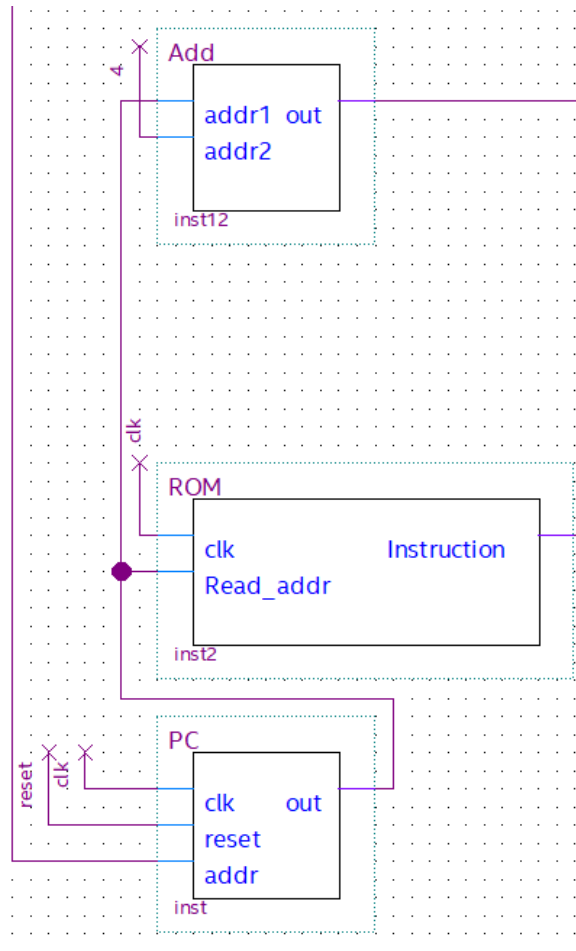 Add
4
addr1 out
addr2
inst12
clk
ROM
clk Instruction
Read_addr
inst2
PC
reset
clk
clk out
reset
addr
inst